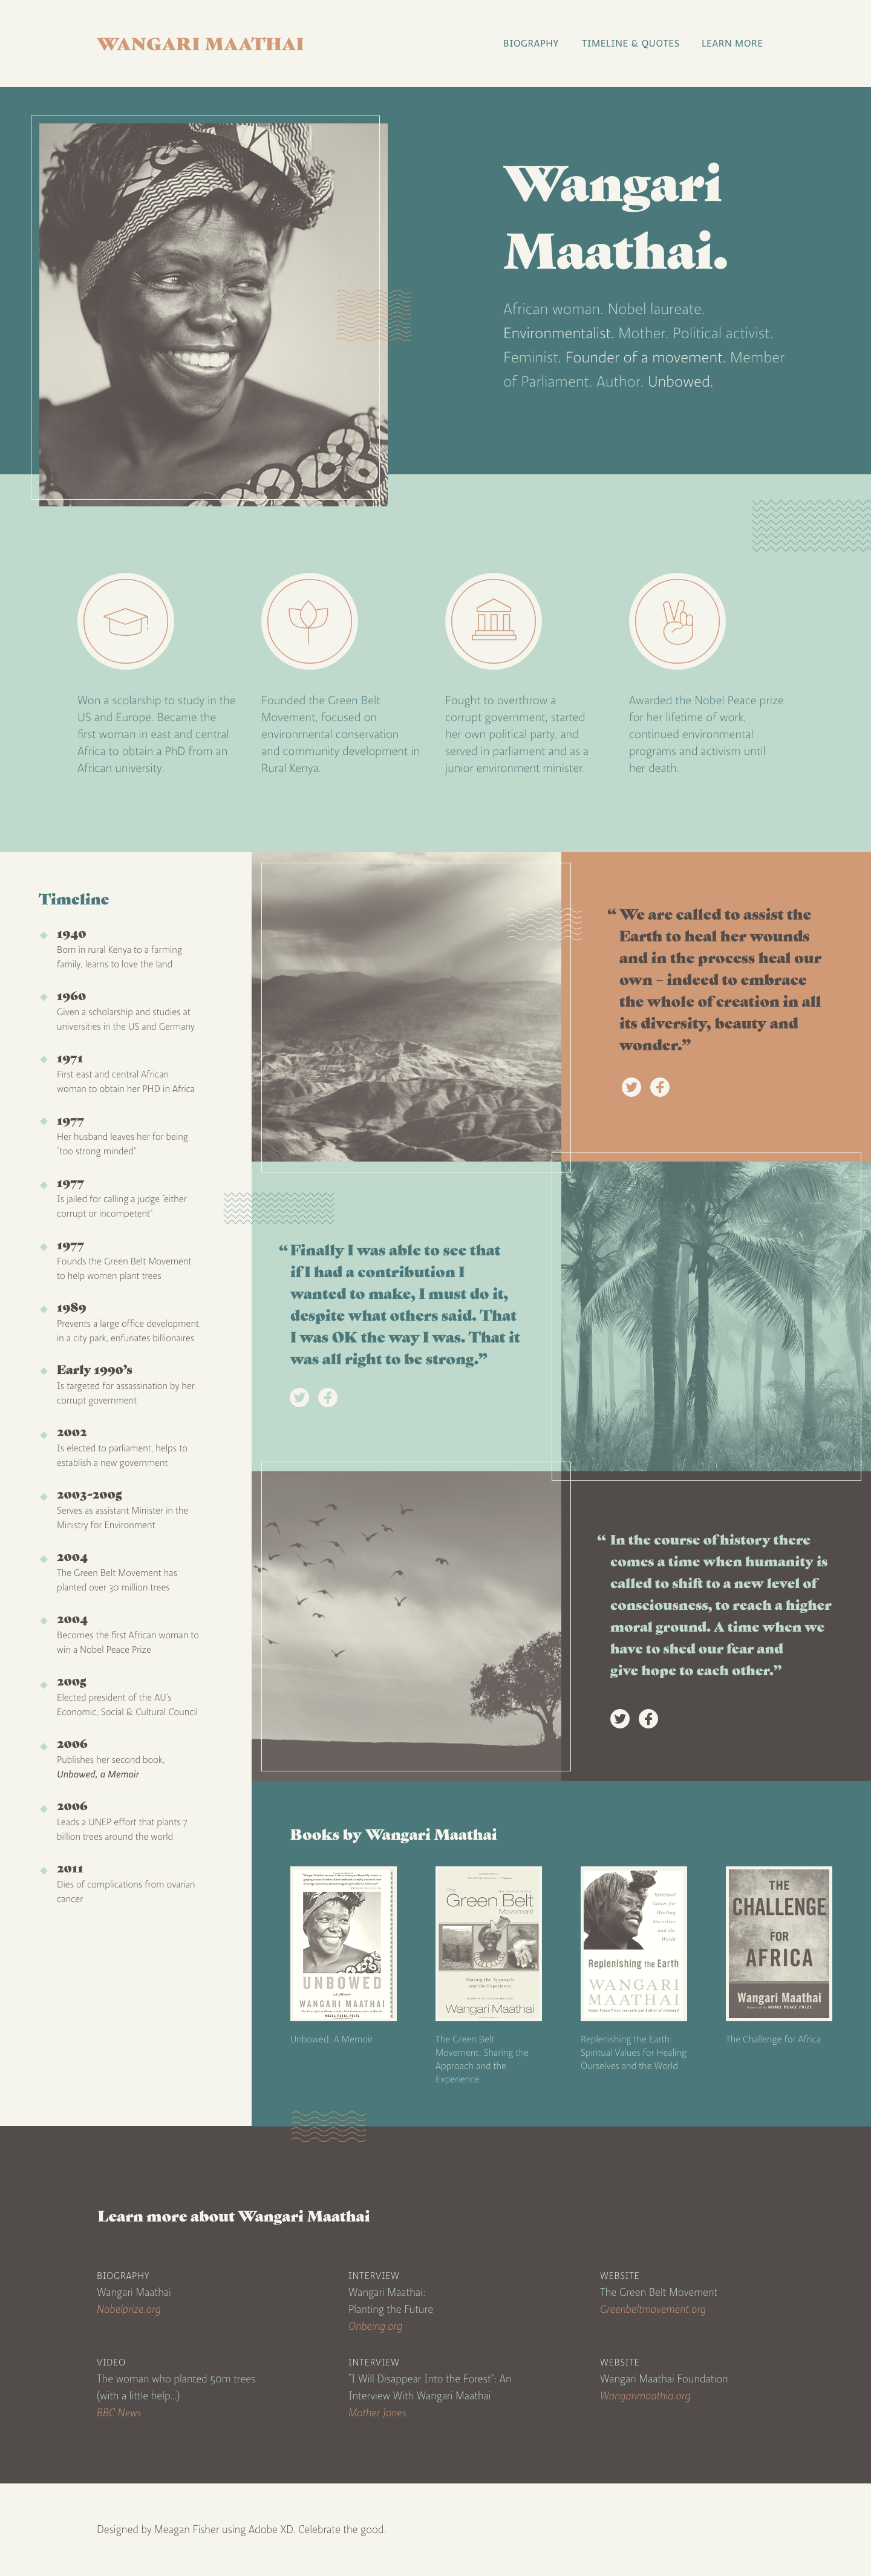 WANGARI MAATHAI
BIOGRAPHY TIMELINE & QUOTES LEARN MORE
Wangari
Maathai.
African woman. Nobel laureate.
Environmentalist. Mother. Political activist.
Feminist. Founder of a movement. Member
of Parliament. Author. Unbowed.
Won a scolarship to study in the
US and Europe. Became the
first woman in east and central
Africa to obtain a PhD from an
African university.
Founded the Green Belt
Movement, focused on
environmental conservation
and community development in
Rural Kenya.
Fought to overthrow a
corrupt government, started
her own political party, and
served in parliament and as a
junior environment minister.
Awarded the Nobel Peace prize
for her lifetime of work,
continued environmental
programs and activism until
her death.
Timeline
1940
Born in rural Kenya to a farming
family, learns to love the land
1960
Given a scholarship and studies at
universities in the US and Germany
1971
First east and central African
woman to obtain her PHD in Africa
1977
Her husband leaves her for being
"too strong minded"
1977
Is jailed for calling a judge "either
corrupt or incompetent"
1977
Founds the Green Belt Movement
to help women plant trees
1989
Prevents a large office development
in a city park, enfuriates billionaires
Early 1990's
Is targeted for assassination by her
corrupt government
2002
Is elected to parliament, helps to
establish a new government
2003-2005
Serves as assistant Minister in the
Ministry for Environment
2004
The Green Belt Movement has
planted over 30 million trees
2004
Becomes the first African woman to
win a Nobel Peace Prize
2005
Elected president of the AU's
Economic, Social & Cultural Council
2006
Publishes her second book,
Unbowed, a Memoir
2006
Leads a UNEP effort that plants 7
billion trees around the world
2011
Dies of complications from ovarian
cancer
“ We are called to assist the
Earth to heal her wounds
and in the process heal our
own – indeed to embrace
the whole of creation in all
its diversity, beauty and
wonder.”
“ Finally I was able to see that
if I had a contribution I
wanted to make, I must do it,
despite what others said. That
I was OK the way I was. That it
was all right to be strong.”
“ In the course of history there
comes a time when humanity is
called to shift to a new level of
consciousness, to reach a higher
moral ground. A time when we
have to shed our fear and
give hope to each other.”
Books by Wangari Maathai
UNBOWED
WANGARI MAATHAI
NOBEL PEACE PRIZE
The
Green Belt
Movement
Sharing the Approach
and the Experience
Wangari Maathai
Spiritual
Values for
Healing
Ourselves
and the
World
Replenishing the Earth
WANGARI
MAATHAI
THE
CHALLENGE
FOR
AFRICA
Wangari Maathai
Unbowed: A Memoir
The Green Belt
Movement: Sharing the
Approach and the
Experience
Replenishing the Earth:
Spiritual Values for Healing
Ourselves and the World
The Challenge for Africa
Learn more about Wangari Maathai
BIOGRAPHY
Wangari Maathai
Nobelprize.org
INTERVIEW
Wangari Maathai:
Planting the Future
Onbeing.org
WEBSITE
The Green Belt Movement
Greenbeltmovement.org
VIDEO
The woman who planted 50m trees
(with a little help...)
BBC News
INTERVIEW
"I Will Disappear Into the Forest": An
Interview With Wangari Maathai
Mother Jones
WEBSITE
Wangari Maathai Foundation
Wangarimaathia.org
Designed by Meagan Fisher using Adobe XD. Celebrate the good.